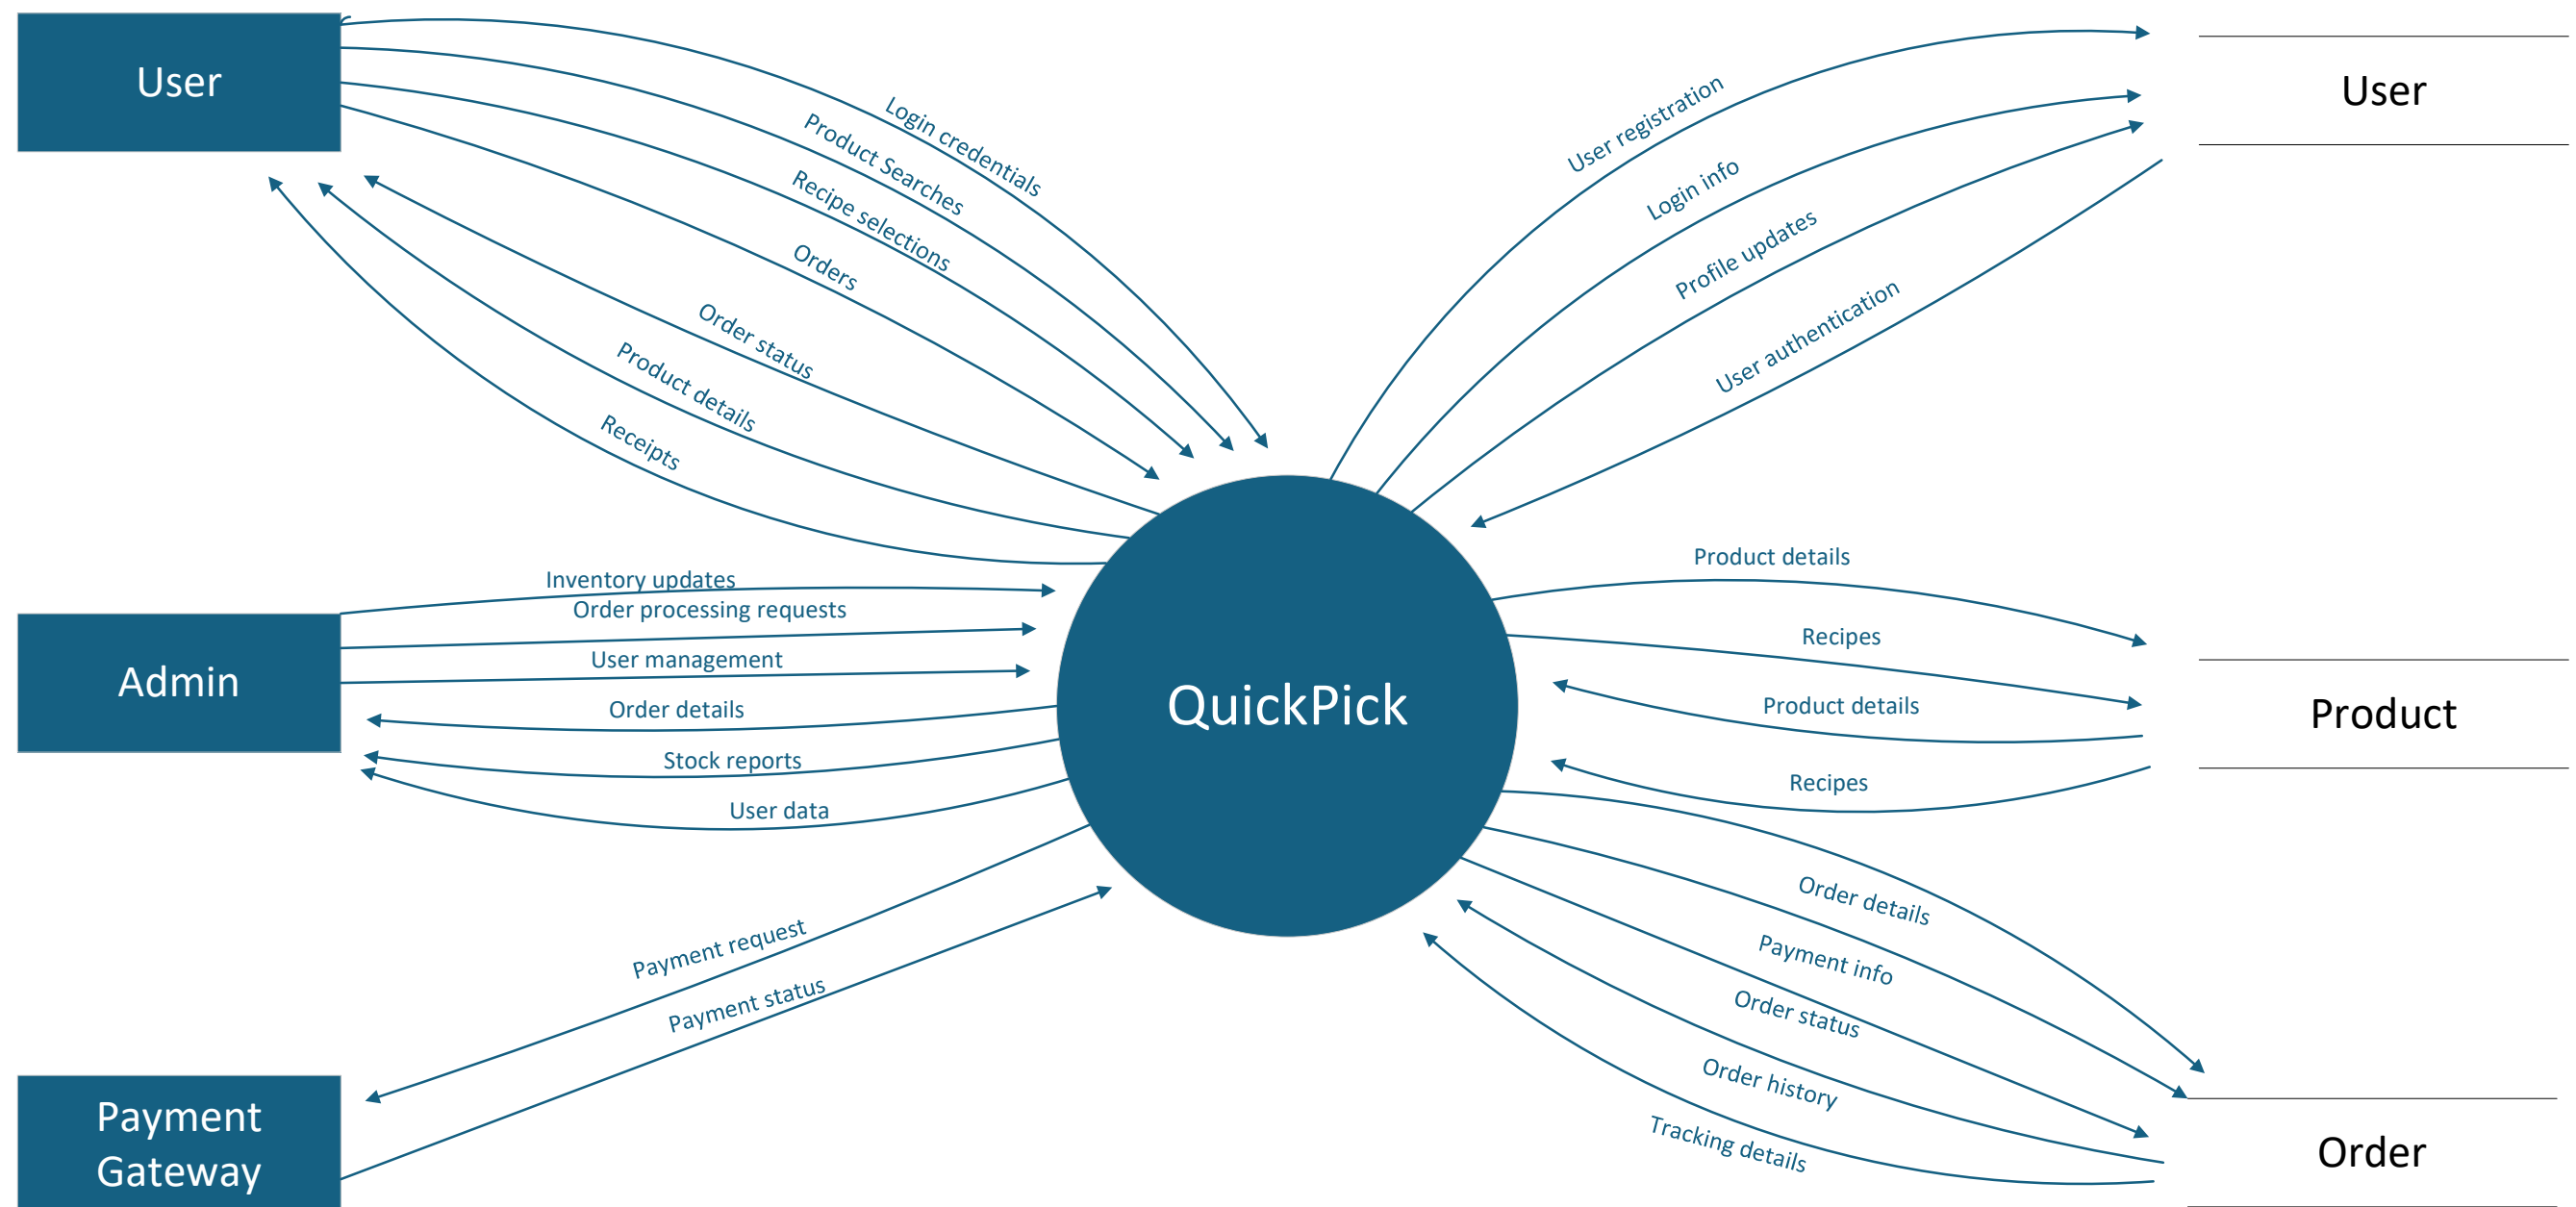 User
Login credentials
Product Searches
Recipe selections
Orders
Order status
Product details
Receipts
User registration
Login info
Profile updates
User authentication
User
Admin
Inventory updates
Order processing requests
User management
Order details
Stock reports
User data
QuickPick
Product details
Recipes
Product details
Recipes
Product
Payment request
Payment status
Payment
Gateway
Order details
Payment info
Order status
Order history
Tracking details
Order